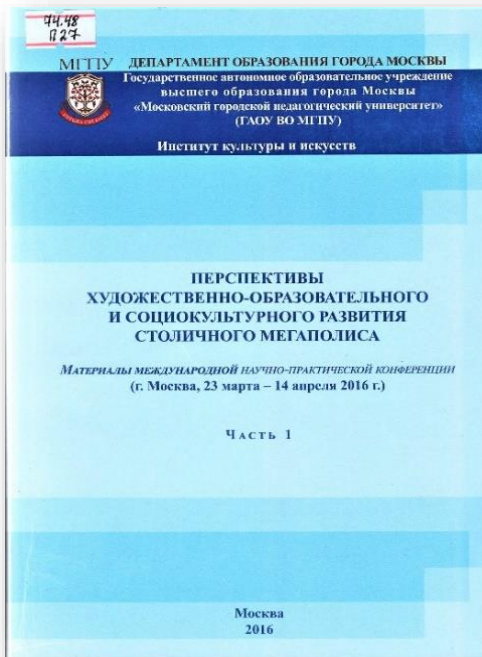 74.48
П27
МГПУ
ДЕПАРТАМЕНТ ОБРАЗОВАНИЯ ГОРОДА МОСКВЫ
Государственное автономное образовательное учреждение
высшего образования города Москвы
«Московский городской педагогический университет»
(ГАОУ ВО МГПУ)
Институт культуры и искусств
ПЕРСПЕКТИВЫ
ХУДОЖЕСТВЕННО-ОБРАЗОВАТЕЛЬНОГО
И СОЦИОКУЛЬТУРНОГО РАЗВИТИЯ
СТОЛИЧНОГО МЕГАПОЛИСА
МАТЕРИАЛЫ МЕЖДУНАРОДНОЙ НАУЧНО-ПРАКТИЧЕСКОЙ КОНФЕРЕНЦИИ
(г. Москва, 23 марта – 14 апреля 2016 г.)
ЧАСТЬ 1
Москва
2016